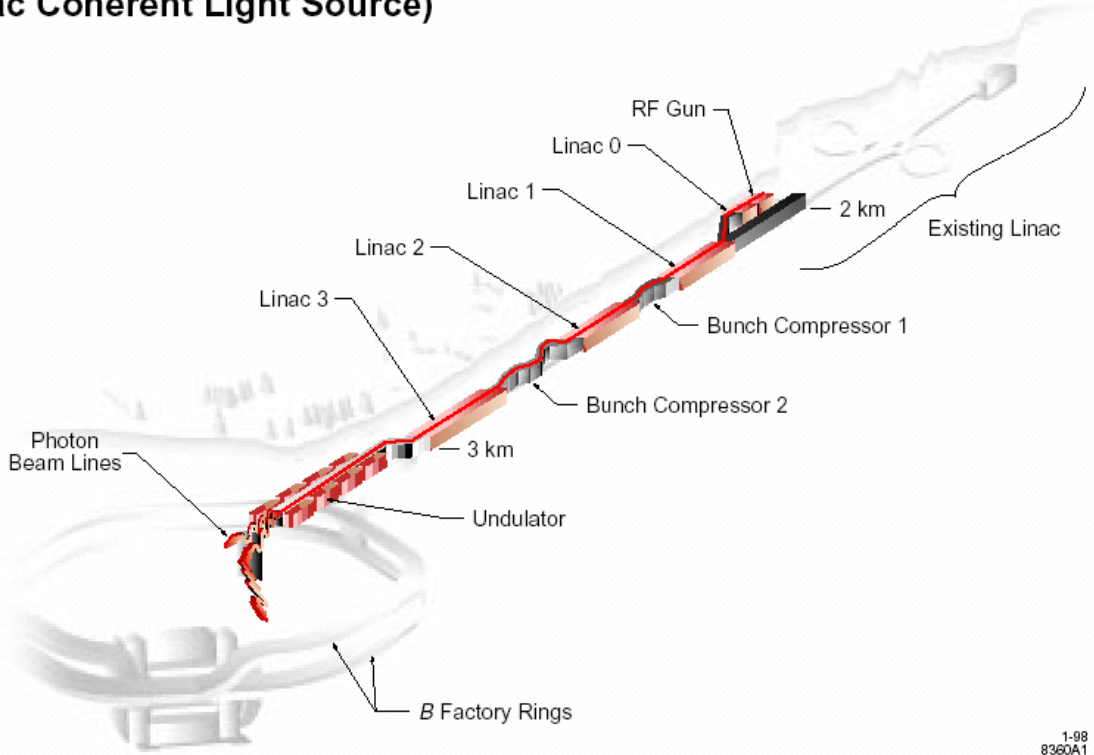 ac Coherent Light Source)
RF Gun
Linac 0
Linac 1
2 km
Existing Linac
Linac 2
Linac 3
Bunch Compressor 1
Bunch Compressor 2
Photon
Beam Lines
3 km
Undulator
B Factory Rings
1-98
8360A1